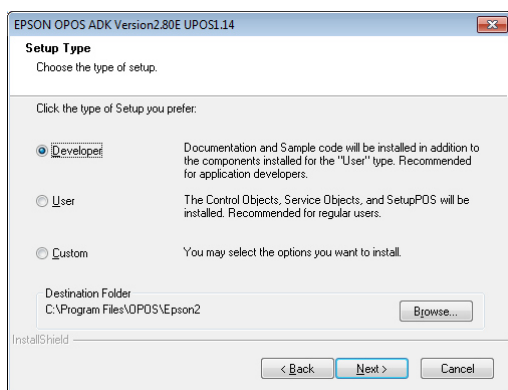 EPSON OPOS ADK Version2.80E UPOS1.14
Setup Type
Choose the type of setup.
Click the type of Setup you prefer:
Developer
Documentation and Sample code will be installed in addition to
the components installed for the "User" type. Recommended
for application developers.
User
The Control Objects, Service Objects, and SetupPOS will be
installed. Recommended for regular users.
Custom
You may select the options you want to install.
Destination Folder
C:\Program Files\OPOS\Epson2
Browse...
InstallShield
< Back
Next >
Cancel